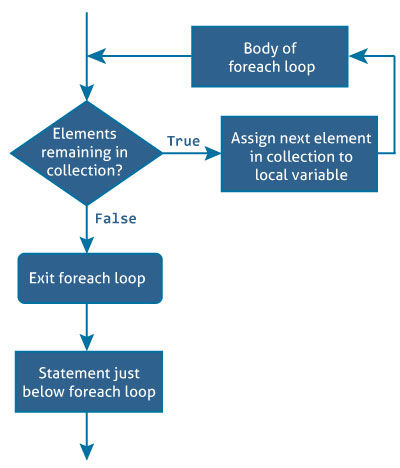 Body of
foreach loop
Elements
remaining in
collection?
True
Assign next element
in collection to
local variable
False
Exit foreach loop
Statement just
below foreach loop